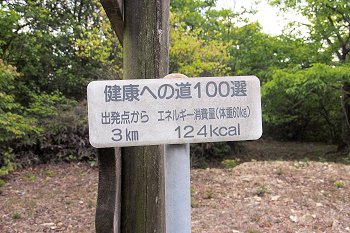 健康への道100選
出発点から エネルギー消費量(体重60kg)
3km 124kcal